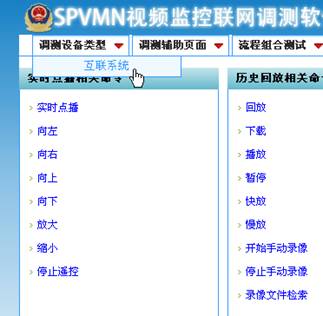 SPVMN视频监控联网调测软
调测设备类型 调测辅助页面 流程组合测试
互联系统
实时点播相关命令
实时点播
向左
向右
向上
向下
放大
缩小
停止遥控
历史回放相关命
回放
下载
播放
暂停
快放
慢放
开始手动录像
停止手动录像
录像文件检索